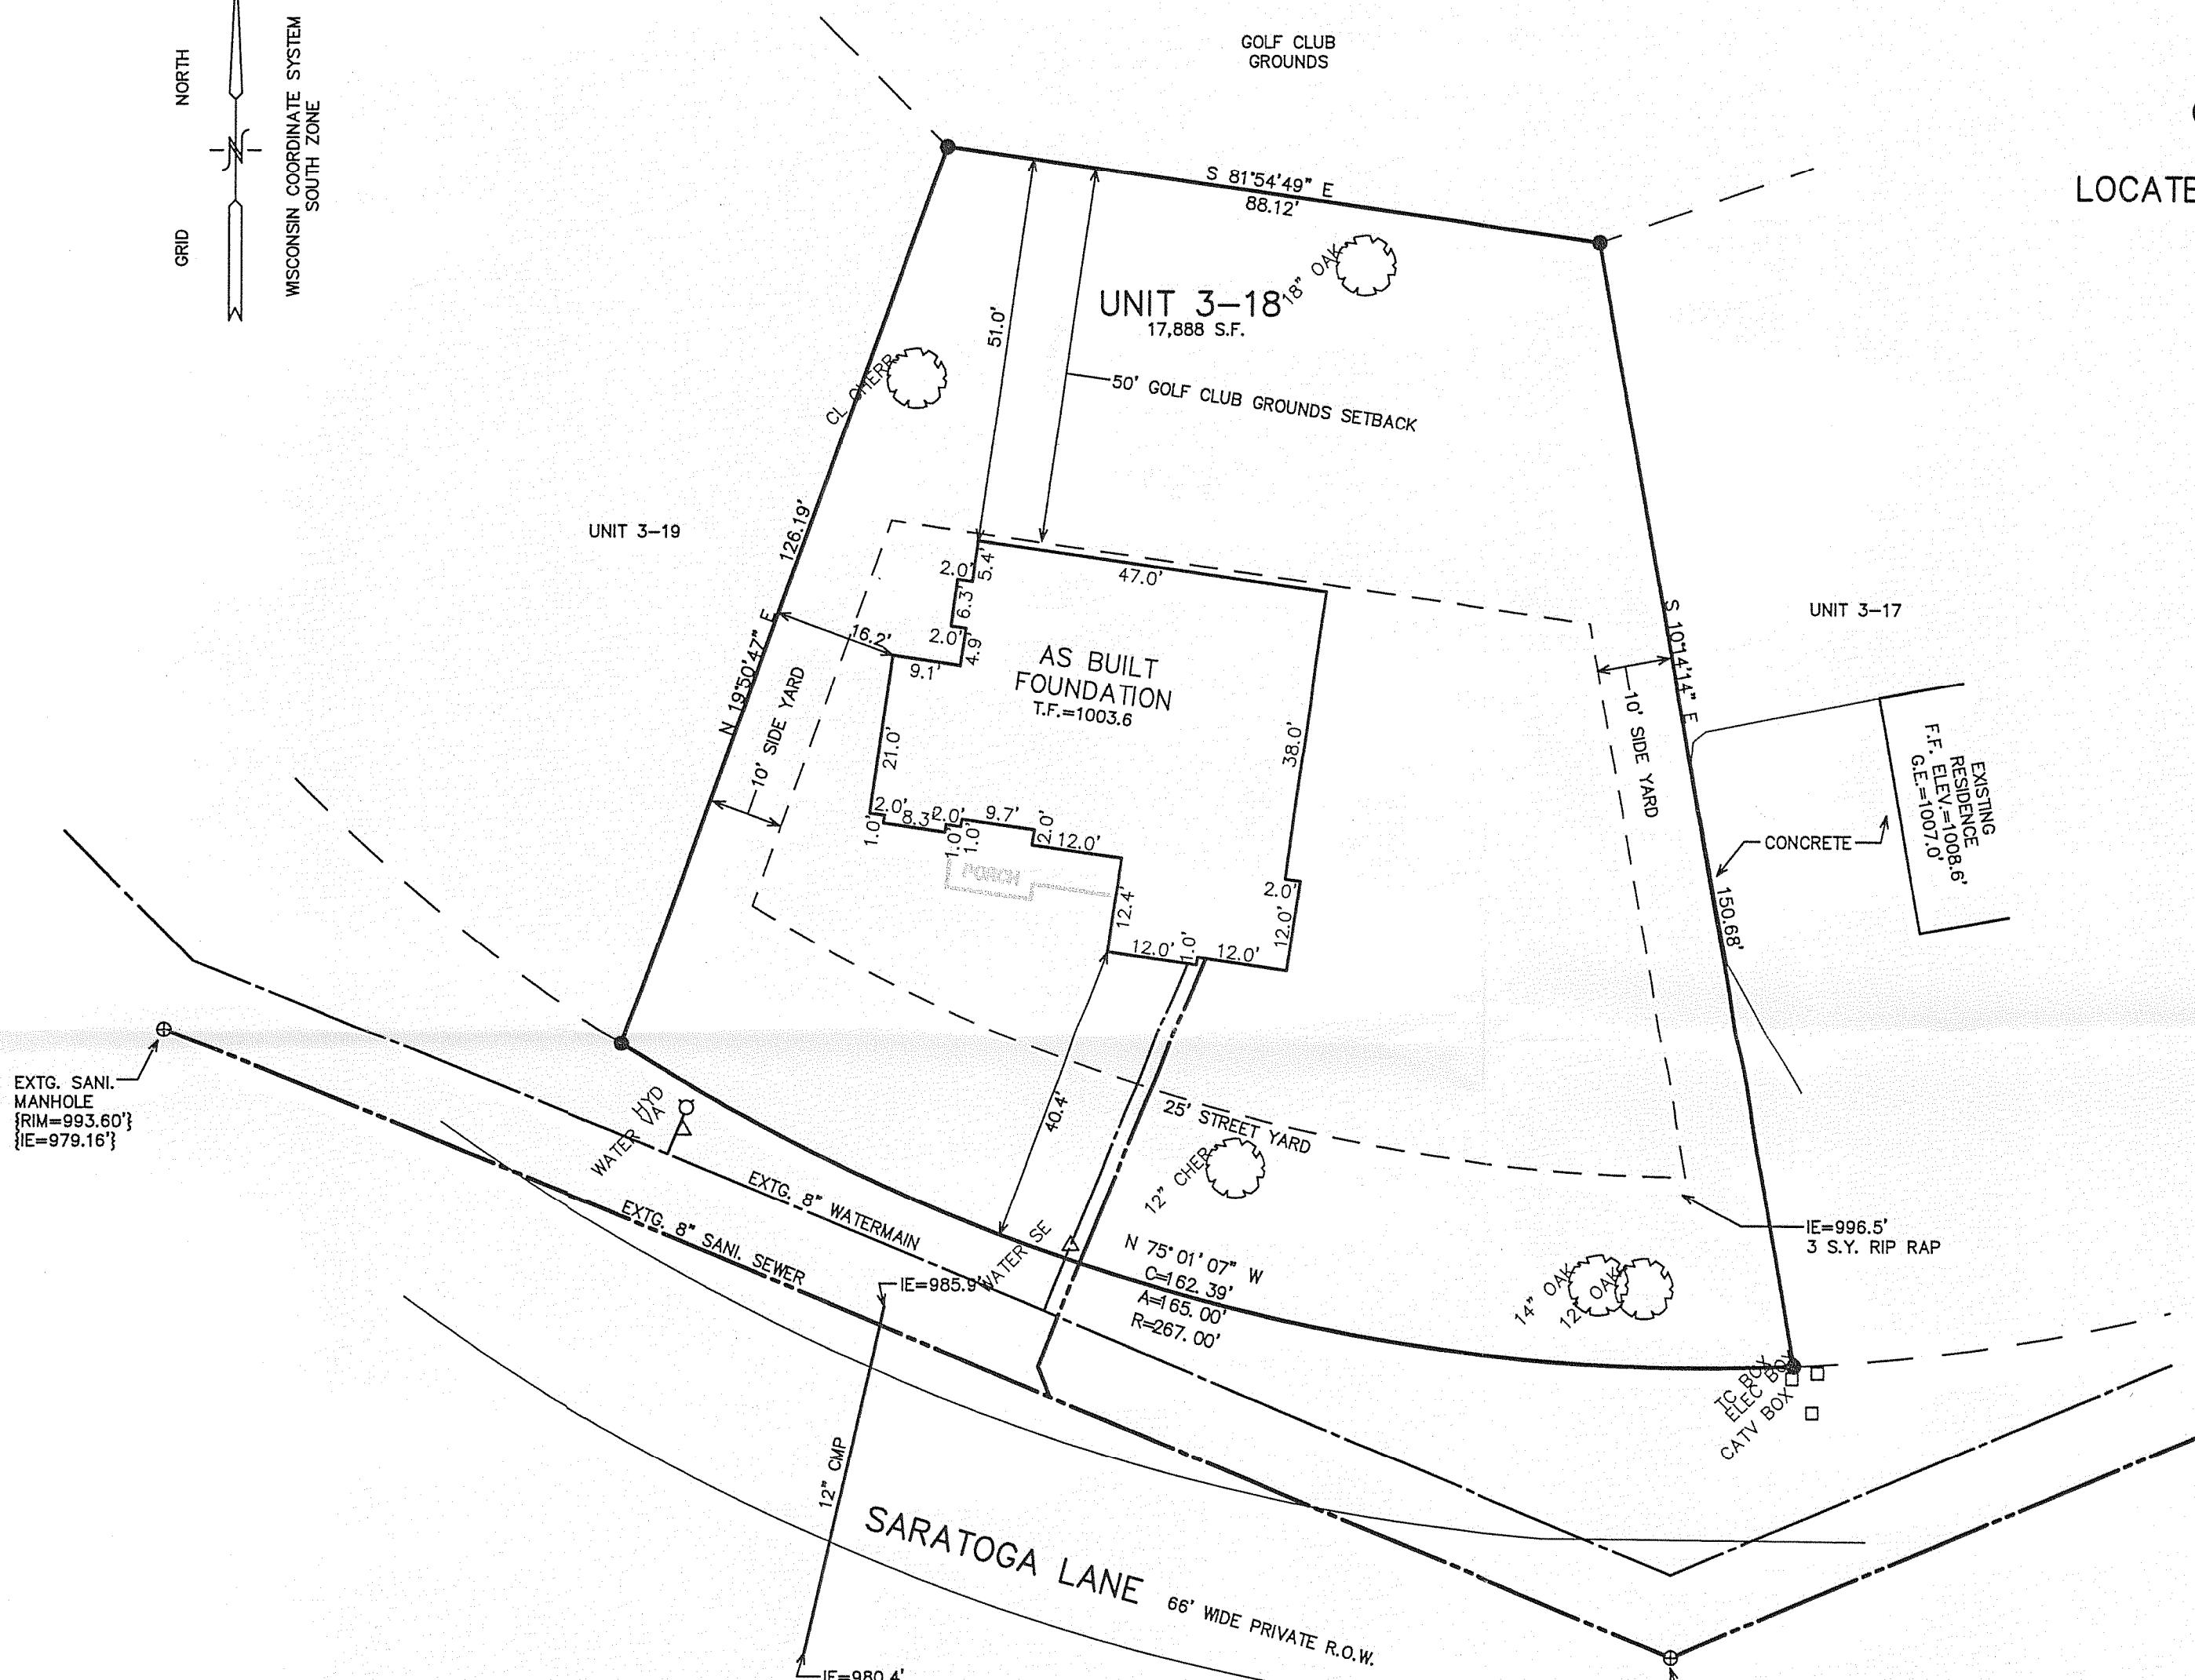 GOLF CLUB
GROUNDS
NORTH
GRID
WISCONSIN COORDINATE SYSTEM
SOUTH ZONE
LOCATE
S 81°54'49" E
88.12'
18" OAK
UNIT 3-18
17,888 S.F.
51.0'
50' GOLF CLUB GROUNDS SETBACK
CL CHERR
126.19'
N 19°50'47" E
UNIT 3-19
UNIT 3-17
S 10°14'14" E
150.68'
2.0'
5.4'
47.0'
6.3'
2.0'
4.9'
16.2'
9.1'
AS BUILT
FOUNDATION
T.F.=1003.6
10' SIDE YARD
10' SIDE YARD
21.0'
38.0'
2.0'
8.3'
2.0'
9.7'
2.0'
12.0'
1.0'
1.0'
1.0'
PORCH
12.4'
2.0'
12.0'
12.0'
1.0'
12.0'
EXISTING
RESIDENCE
F.F. ELEV.=1008.6'
G.E.=1007.0'
CONCRETE
EXTG. SANI.
MANHOLE
{RIM=993.60'}
{IE=979.16'}
HYD
WATER VA
40.4'
25' STREET YARD
12" CHER
EXTG. 8" WATERMAIN
EXTG. 8" SANI. SEWER
WATER SE
IE=985.9'
N 75°01'07" W
C=162.39'
A=165.00'
R=267.00'
IE=996.5'
3 S.Y. RIP RAP
14" OAK
12" OAK
TC BOX
ELEC BOX
CATV BOX
12" CMP
SARATOGA LANE
66' WIDE PRIVATE R.O.W.
IE=980.4'